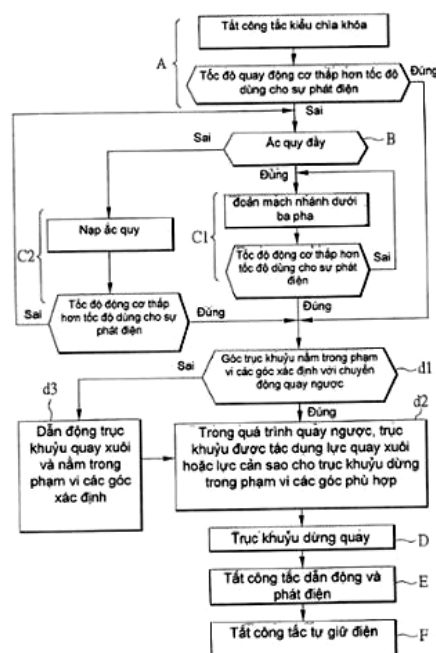 Tắt công tắc kiểu chìa khóa
A
Tốc độ quay động cơ thấp hơn tốc độ
dùng cho sự phát điện
Đúng
Sai
Sai
Ắc quy đầy
B
Đúng
C2
Nạp ắc quy
C1
đoản mạch nhánh dưới
ba pha
Tốc độ động cơ thấp hơn
tốc độ dùng cho sự
phát điện
Sai
Sai
Tốc độ động cơ thấp
hơn tốc độ dùng cho sự
phát điện
Đúng
Đúng
Đúng
Sai
Góc trục khuỷu nằm trong phạm
vi các góc xác định với chuyển
động quay ngược
d1
d3
Đúng
d2
Dẫn động trục
khuỷu quay xuôi
và nằm trong
phạm vi các góc
xác định
Trong quá trình quay ngược, trục
khuỷu được tác dụng lực quay xuôi
hoặc lực cản sao cho trục khuỷu dừng
trong phạm vi các góc phù hợp
Trục khuỷu dừng quay
D
Tắt công tắc dẫn động và
phát điện
E
Tắt công tắc tự giữ điện
F